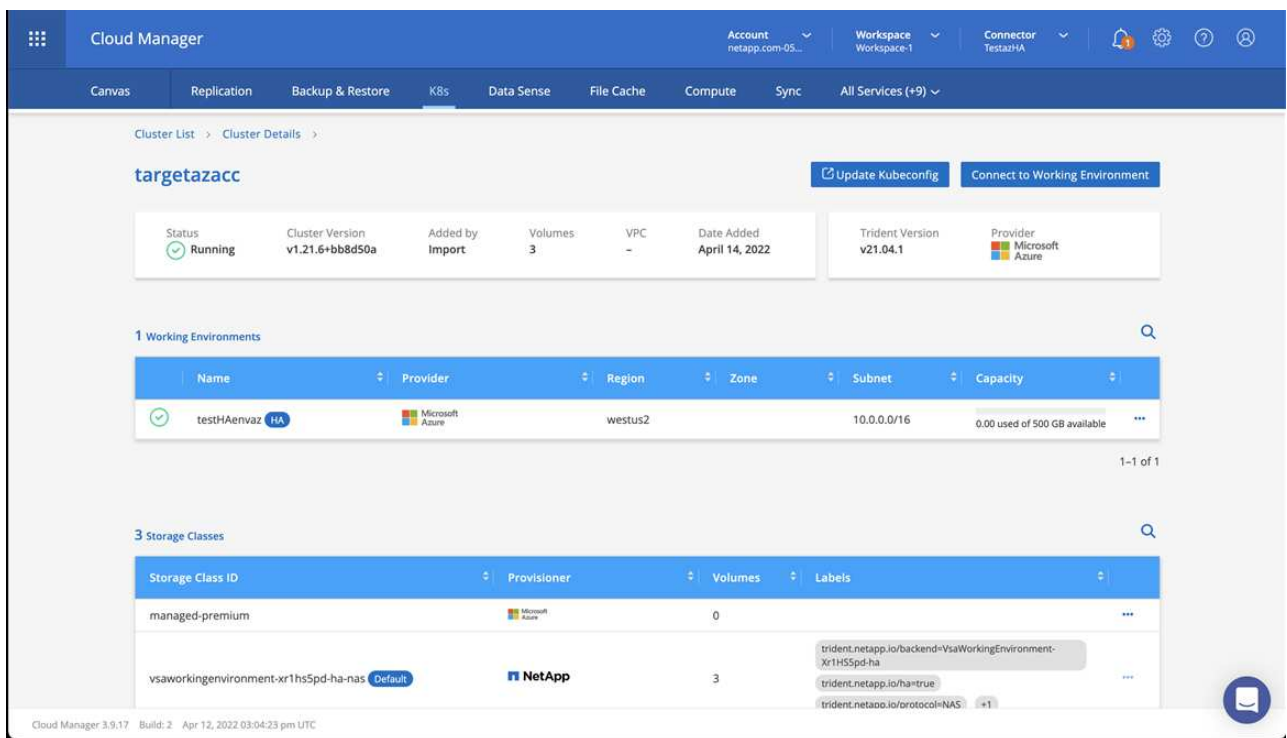 Cloud Manager
Account
netapp.com-05...
Workspace
Workspace-1
Connector
TestazHA
1
Canvas Replication Backup & Restore K8s Data Sense File Cache Compute Sync All Services (+9)
Cluster List > Cluster Details >
targetazacc
Update Kubeconfig
Connect to Working Environment
Status Cluster Version Added by Volumes VPC Date Added Trident Version Provider
Running v1.21.6+bb8d50a Import 3 – April 14, 2022 v21.04.1 Microsoft Azure
1 Working Environments
Name Provider Region Zone Subnet Capacity
testHAenvaz HA Microsoft Azure westus2 10.0.0.0/16 0.00 used of 500 GB available
1–1 of 1
3 Storage Classes
Storage Class ID Provisioner Volumes Labels
managed-premium Microsoft Azure 0
trident.netapp.io/backend=VsaWorkingEnvironment-
Xr1HS5pd-ha
vsaworkingenvironment-xr1hs5pd-ha-nas Default NetApp 3 trident.netapp.io/ha=true
trident.netapp.io/protocol=NAS +1
Cloud Manager 3.9.17 Build: 2 Apr 12, 2022 03:04:23 pm UTC